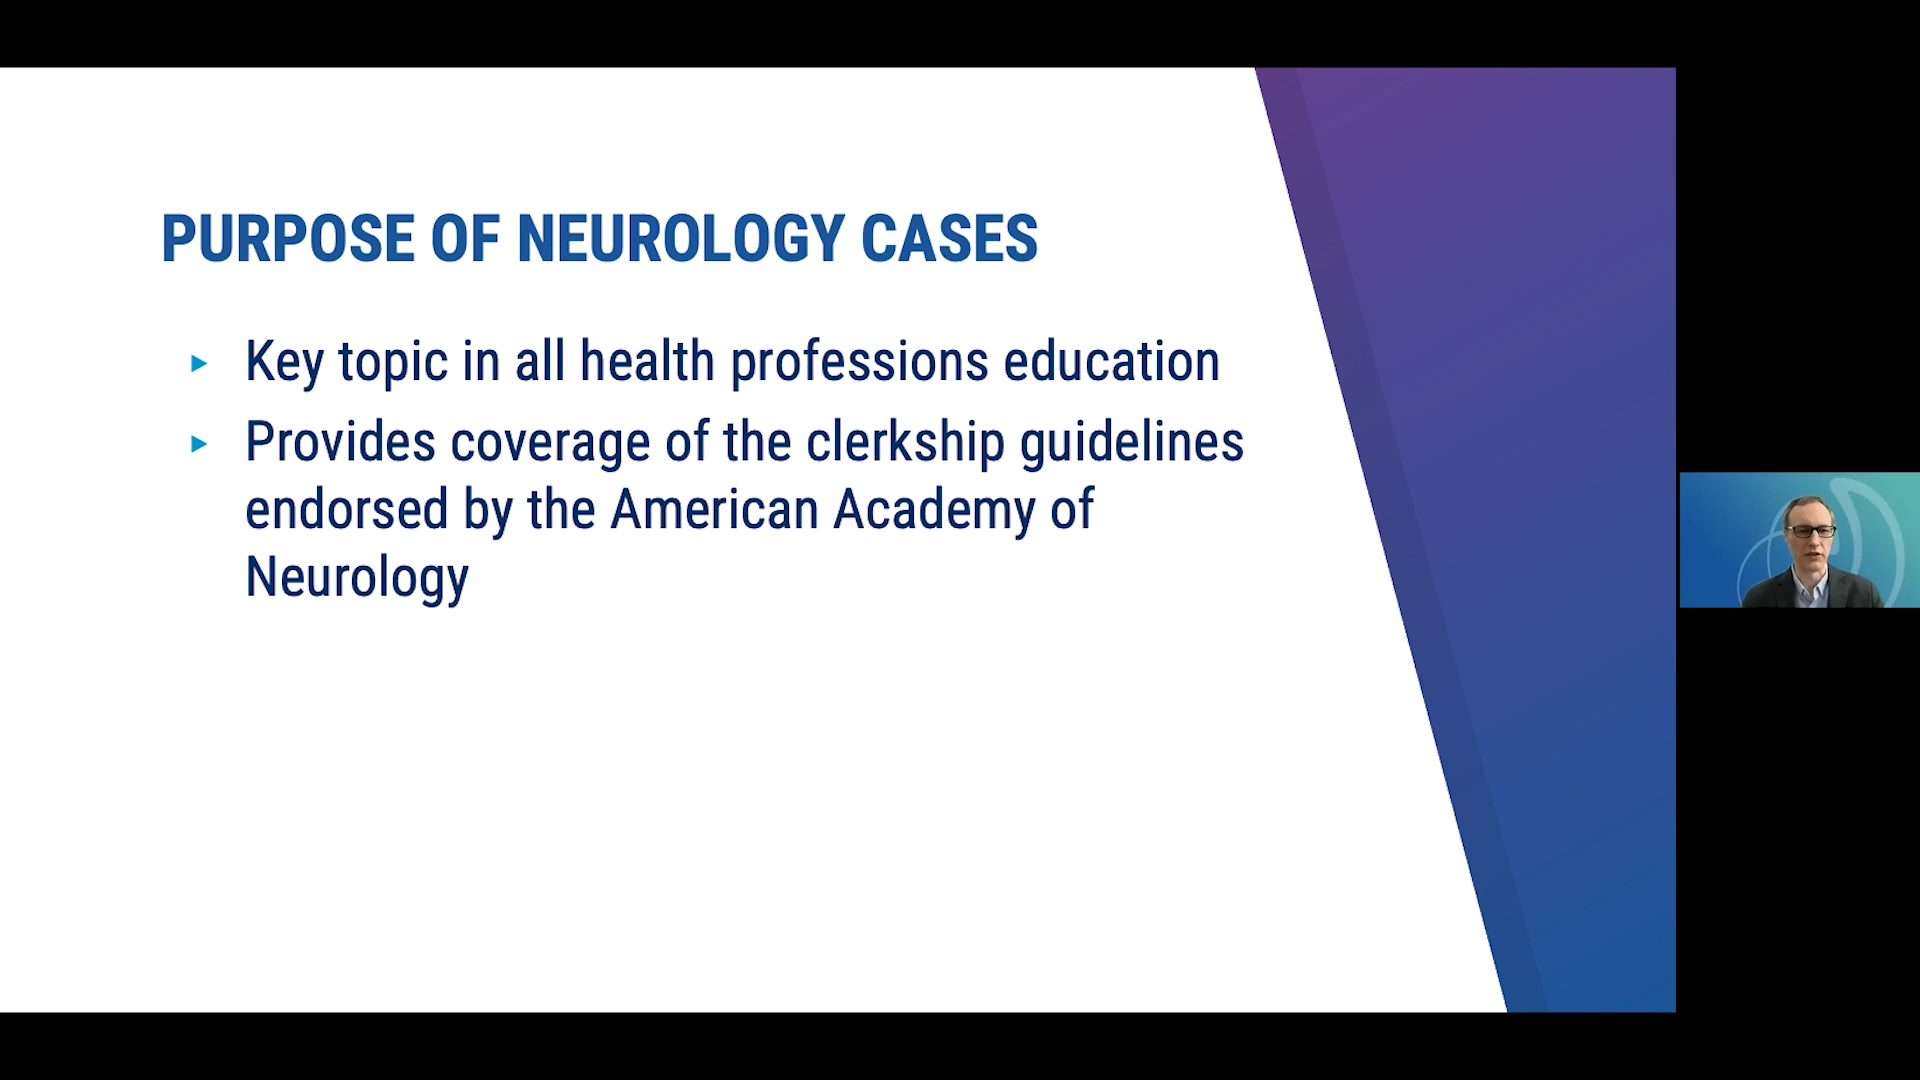 PURPOSE OF NEUROLOGY CASES
Key topic in all health professions education
Provides coverage of the clerkship guidelines
endorsed by the American Academy of
Neurology